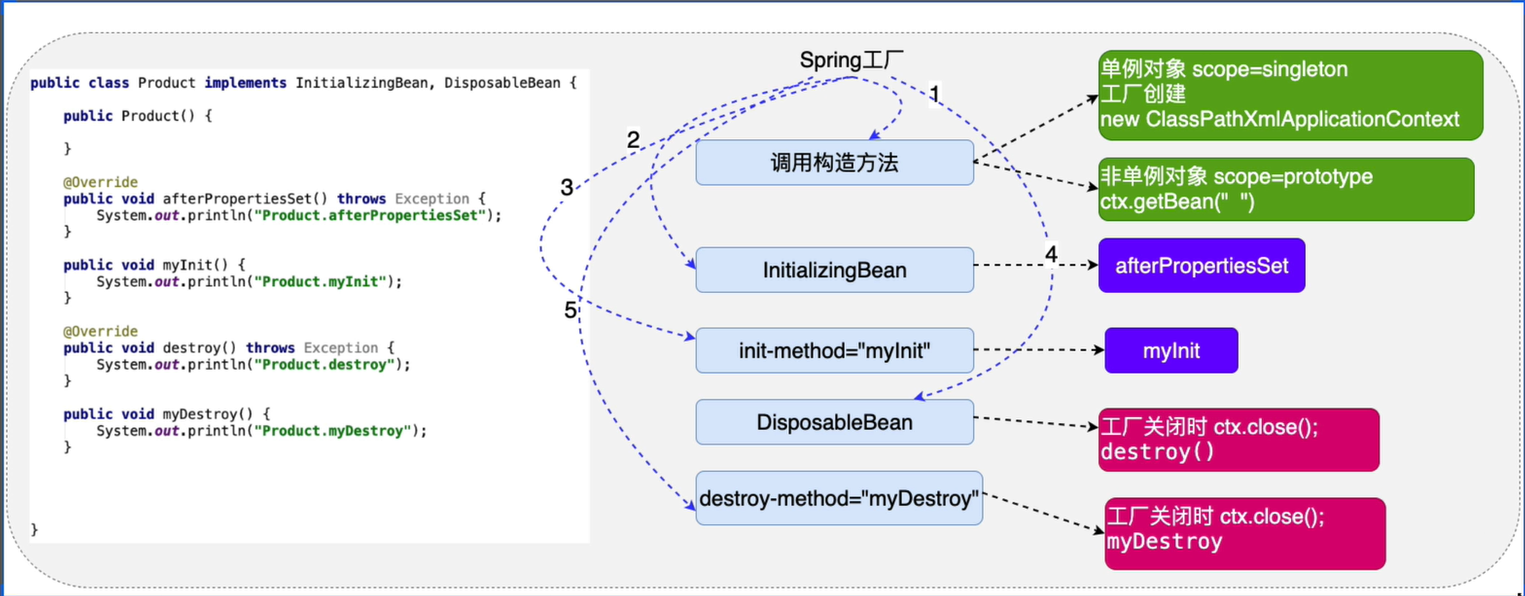 public class Product implements InitializingBean, DisposableBean {
public Product() {
}
@Override
public void afterPropertiesSet() throws Exception {
System.out.println("Product.afterPropertiesSet");
}
public void myInit() {
System.out.println("Product.myInit");
}
@Override
public void destroy() throws Exception {
System.out.println("Product.destroy");
}
public void myDestroy() {
System.out.println("Product.myDestroy");
}
}
Spring工厂
1
2
3
4
5
调用构造方法
单例对象 scope=singleton
工厂创建
new ClassPathXmlApplicationContext
非单例对象 scope=prototype
ctx.getBean(" ")
InitializingBean
afterPropertiesSet
init-method="myInit"
myInit
DisposableBean
工厂关闭时 ctx.close();
destroy()
destroy-method="myDestroy"
工厂关闭时 ctx.close();
myDestroy